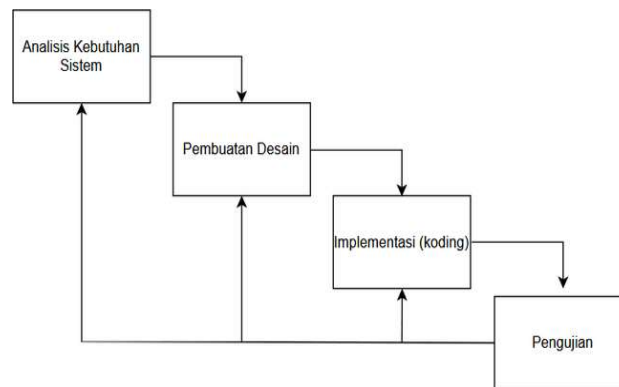 Analisis Kebutuhan
Sistem
Pembuatan Desain
Implementasi (koding)
Pengujian